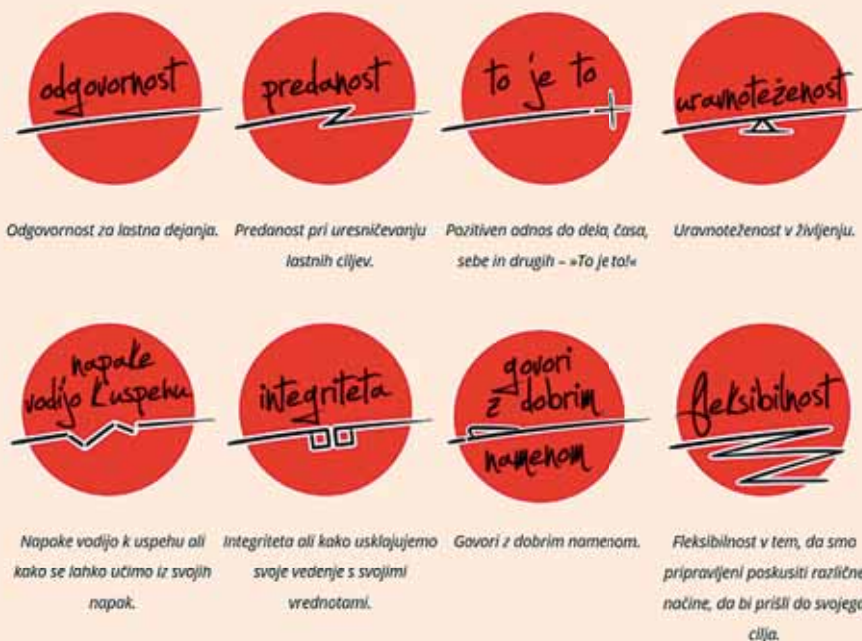 odgovornost
predanost
to je to
uravnoteženost
Odgovornost za lastna dejanja.
Predanost pri uresničevanju
lastnih ciljev.
Pozitiven odnos do dela, časa,
sebe in drugih – »To je to!«
Uravnoteženost v življenju.
napake
vodijo k uspehu
integriteta
govori
z dobrim
namenom
fleksibilnost
Napake vodijo k uspehu ali
kako se lahko učimo iz svojih
napak.
Integriteta ali kako usklajujemo
svoje vedenje s svojimi
vrednotami.
Govori z dobrim namenom.
Fleksibilnost v tem, da smo
pripravljeni poskusiti različne
načine, da bi prišli do svojega
cilja.